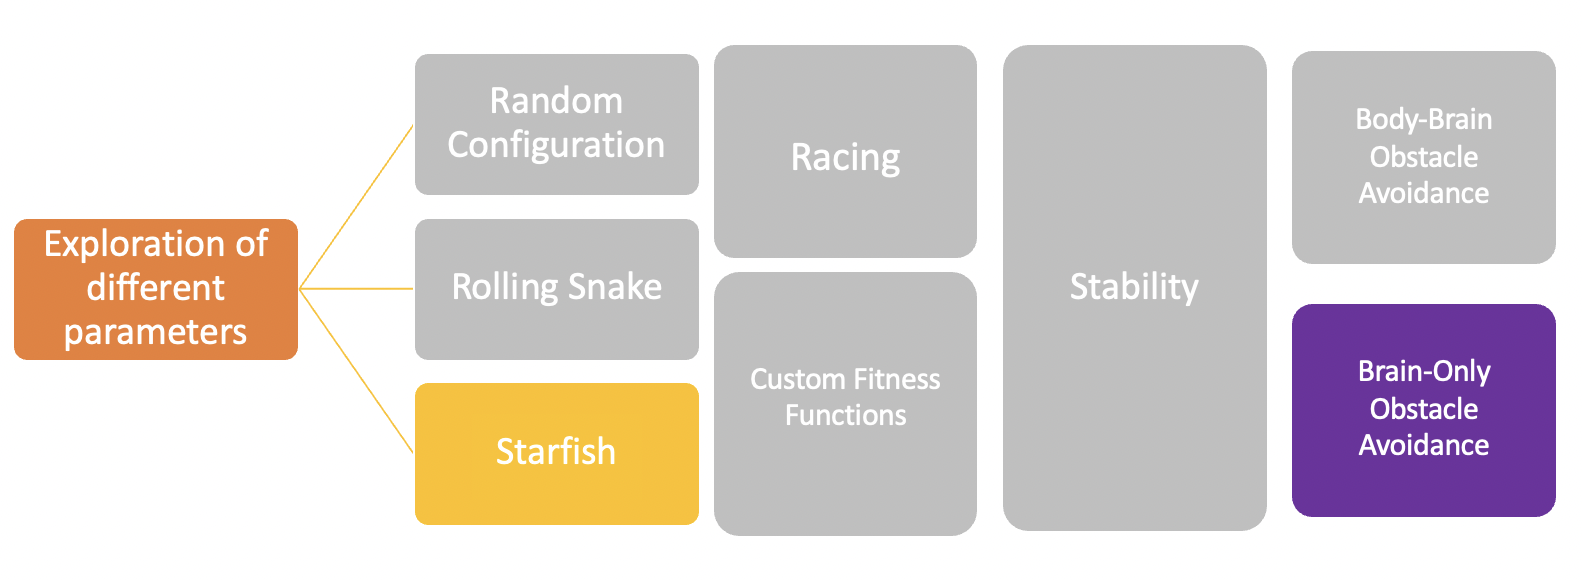 Exploration of
different
parameters
Random
Configuration
Rolling Snake
Starfish
Racing
Custom Fitness
Functions
Stability
Body-Brain
Obstacle
Avoidance
Brain-Only
Obstacle
Avoidance